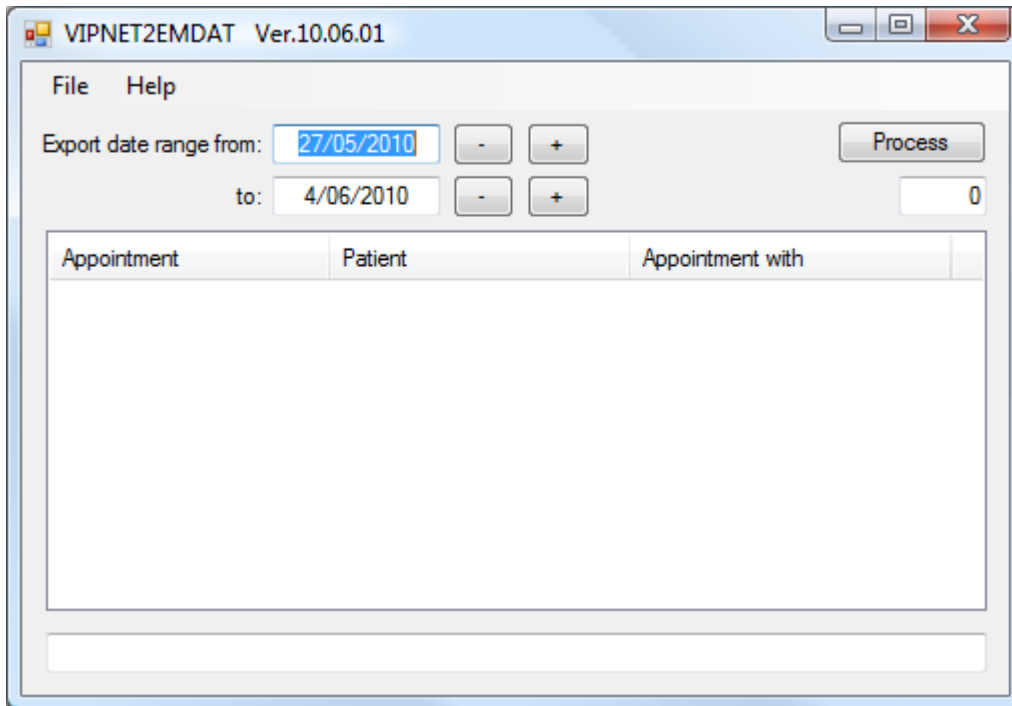 VIPNET2EMDAT Ver.10.06.01
File Help
Export date range from: 27/05/2010 - + Process
to: 4/06/2010 - + 0
Appointment Patient Appointment with